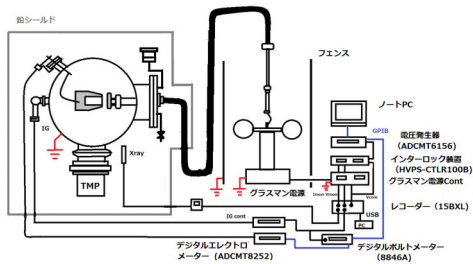 鉛シールド
フェンス
ノートPC
GPIB
電圧発生器
(ADCMT6156)
インターロック装置
(HVPS-CTLR100B)
グラスマン電源Cont
IG
Xray
TMP
グラスマン電源
Imon Vmon
Vcon
レコーダー (15BXL)
USB
PC
IG cont
デジタルエレクトロ
メーター (ADCMT8252)
デジタルボルトメーター
(8846A)